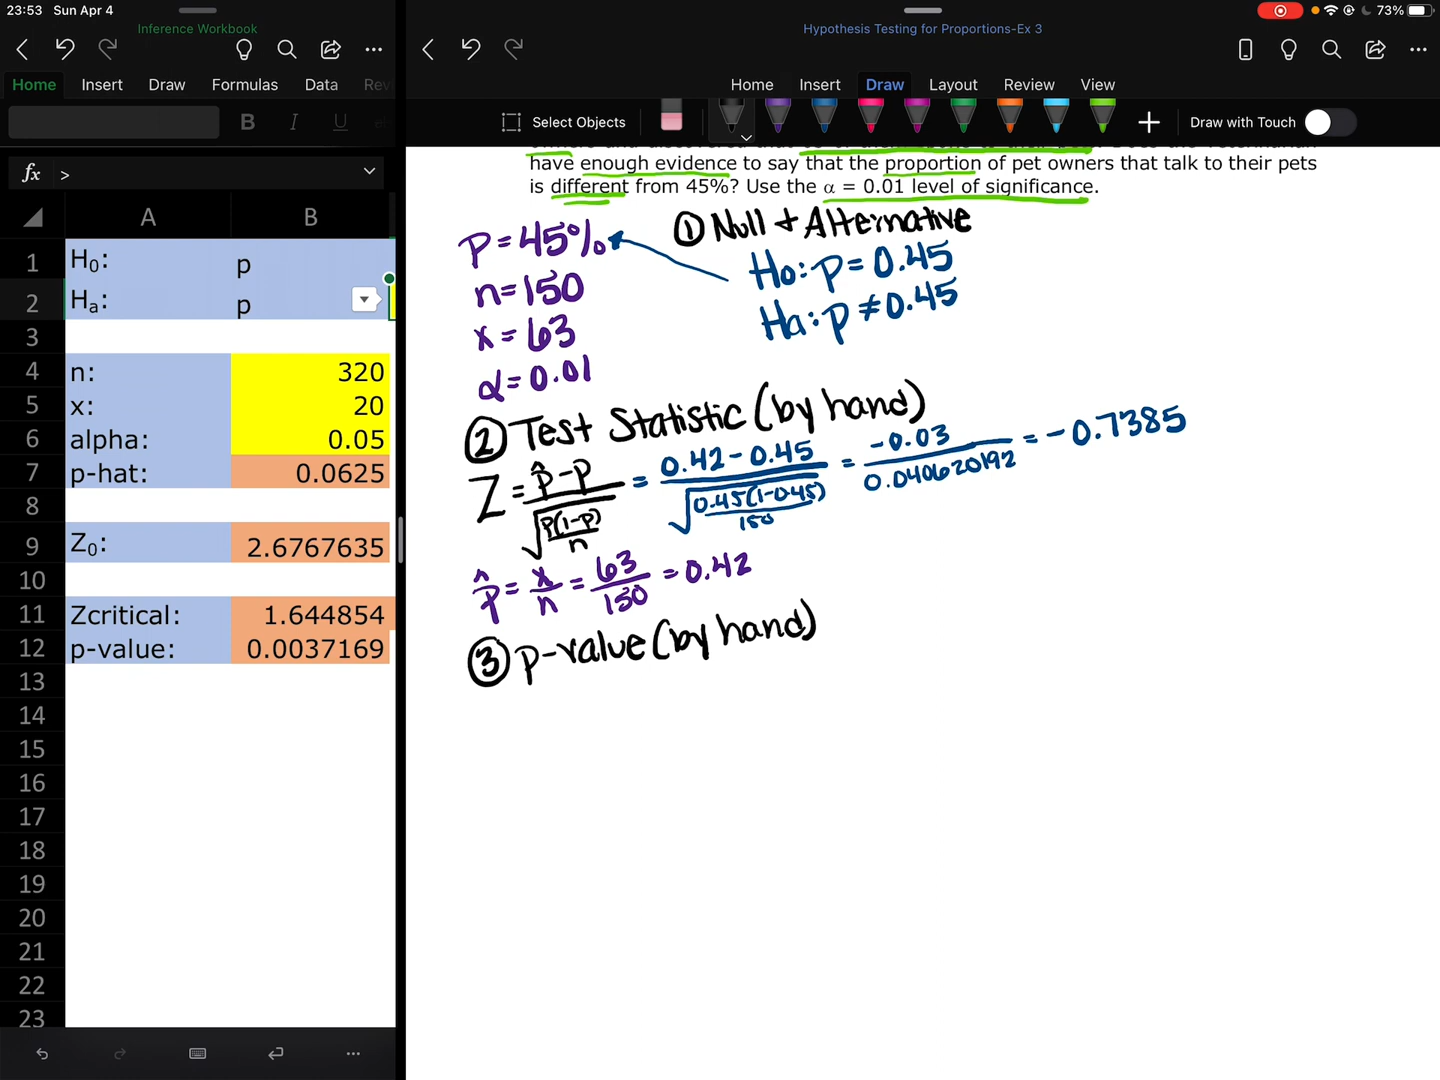 23:53 Sun Apr 4
73%
Inference Workbook
Home Insert Draw Formulas Data Rev
B I U ab
fx >
A B
1 H₀: p
2 Hₐ: p
3
4 n: 320
5 x: 20
6 alpha: 0.05
7 p-hat: 0.0625
8
9 Z₀: 2.6767635
10
11 Zcritical: 1.644854
12 p-value: 0.0037169
13
14
15
16
17
18
19
20
21
22
23
Hypothesis Testing for Proportions-Ex 3
Home Insert Draw Layout Review View
Select Objects
Draw with Touch
have enough evidence to say that the proportion of pet owners that talk to their pets
is different from 45%? Use the α = 0.01 level of significance.
① Null + Alternative
p = 45%
H₀: p = 0.45
n = 150
Ha: p ≠ 0.45
x = 63
α = 0.01
② Test Statistic (by hand)
Z = p̂ - p / √(p(1-p)/n) = 0.42 - 0.45 / √(0.45(1-0.45)/150) = -0.03 / 0.040620192 = -0.7385
p̂ = x/n = 63/150 = 0.42
③ p-value (by hand)